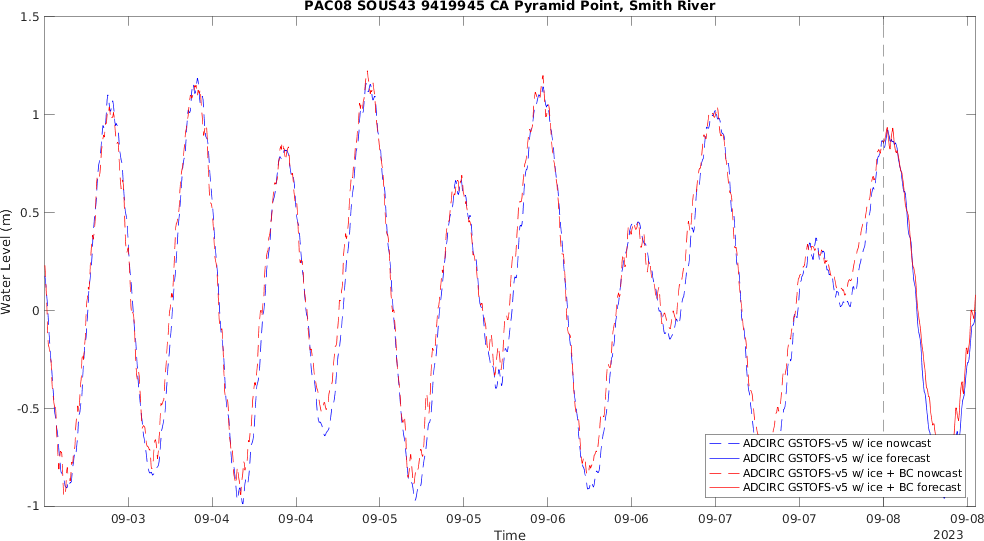 PAC08 SOUS43 9419945 CA Pyramid Point, Smith River
1.5
1
0.5
0
-0.5
-1
Water Level (m)
ADCIRC GSTOFS-v5 w/ ice nowcast
ADCIRC GSTOFS-v5 w/ ice forecast
ADCIRC GSTOFS-v5 w/ ice + BC nowcast
ADCIRC GSTOFS-v5 w/ ice + BC forecast
09-03 09-04 09-04 09-05 09-05 09-06 09-06 09-07 09-07 09-08 09-08
2023
Time